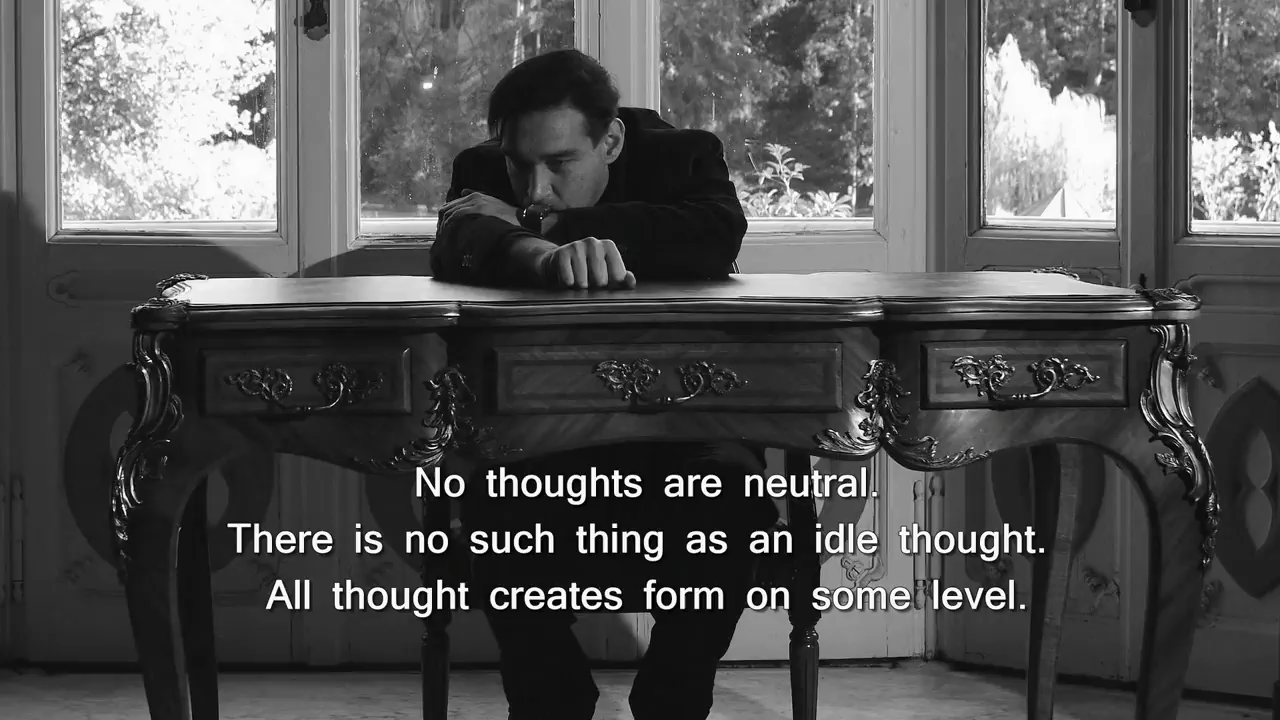 No thoughts are neutral.
There is no such thing as an idle thought.
All thought creates form on some level.